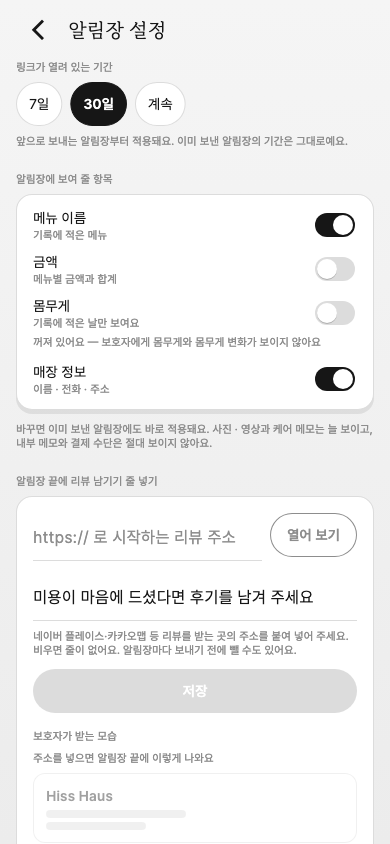 알림장 설정
링크가 열려 있는 기간
7일
30일
계속
앞으로 보내는 알림장부터 적용돼요. 이미 보낸 알림장의 기간은 그대로예요.
알림장에 보여 줄 항목
메뉴 이름
기록에 적은 메뉴
금액
메뉴별 금액과 합계
몸무게
기록에 적은 날만 보여요
꺼져 있어요 — 보호자에게 몸무게와 몸무게 변화가 보이지 않아요
매장 정보
이름 · 전화 · 주소
바꾸면 이미 보낸 알림장에도 바로 적용돼요. 사진 · 영상과 케어 메모는 늘 보이고,
내부 메모와 결제 수단은 절대 보이지 않아요.
알림장 끝에 리뷰 남기기 줄 넣기
https:// 로 시작하는 리뷰 주소
열어 보기
미용이 마음에 드셨다면 후기를 남겨 주세요
네이버 플레이스·카카오맵 등 리뷰를 받는 곳의 주소를 붙여 넣어 주세요.
비우면 줄이 없어요. 알림장마다 보내기 전에 뺄 수도 있어요.
저장
보호자가 받는 모습
주소를 넣으면 알림장 끝에 이렇게 나와요
Hiss Haus